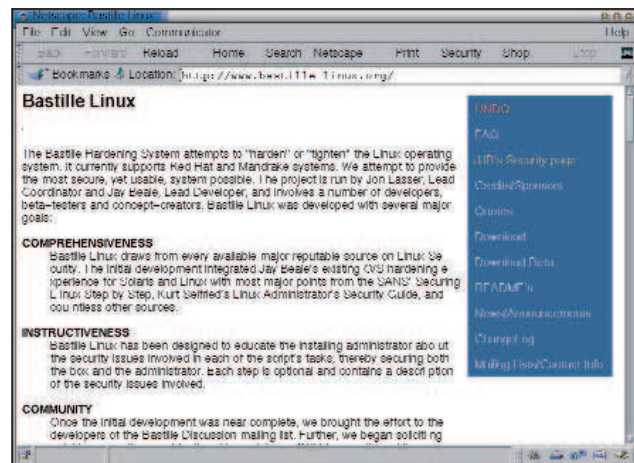 Netscape: Bastille Linux
File Edit View Go Communicator Help
Back Forward Reload Home Search Netscape Print Security Shop Stop
Bookmarks Location: http://www.bastille-linux.org/
Bastille Linux
The Bastille Hardening System attempts to "harden" or "tighten" the Linux operating
system. It currently supports Red Hat and Mandrake systems. We attempt to provide
the most secure, yet usable, system possible. The project is run by Jon Lasser, Lead
Coordinator and Jay Beale, Lead Developer, and involves a number of developers,
beta-testers and concept-creators. Bastille Linux was developed with several major
goals:
COMPREHENSIVENESS
Bastille Linux draws from every available major reputable source on Linux Se
curity. The initial development integrated Jay Beale's existing O/S hardening e
xperience for Solaris and Linux with most major points from the SANS' Securing
Linux Step by Step, Kurt Seifried's Linux Administrator's Security Guide, and
cou ntless other sources.
INSTRUCTIVENESS
Bastille Linux has been designed to educate the installing administrator abo ut
the security issues involved in each of the script's tasks, thereby securing both
the box and the administrator. Each step is optional and contains a descri ption
of the security issues involved.
COMMUNITY
Once the initial development was near complete, we brought the effort to the
developers of the Bastille Discussion mailing list. Further, we began soliciting
UNDO
FAQ
JJB's Security page
Credits/Sponsors
Quotes
Download
Download Beta
README's
News/Announcements
ChangeLog
Mailing Lists/Contact Info